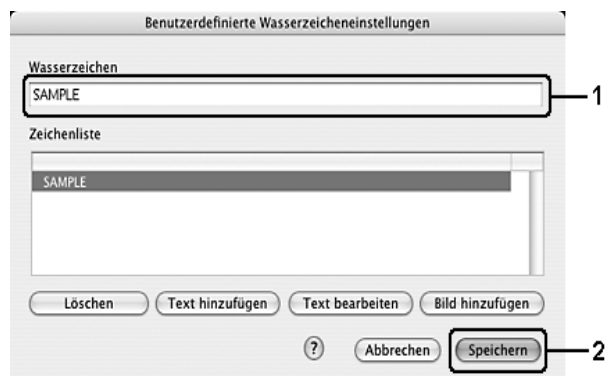 Benutzerdefinierte Wasserzeicheneinstellungen
Wasserzeichen
SAMPLE
1
Zeichenliste
SAMPLE
Löschen Text hinzufügen Text bearbeiten Bild hinzufügen
? Abbrechen Speichern
2